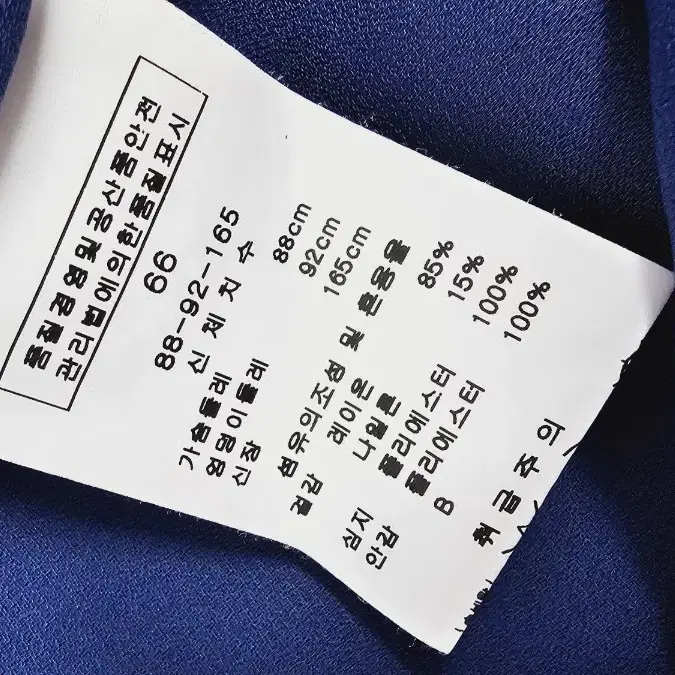 품질경영및공산품안전
관리법에의한품질표시
66
88-92-165
신 체 치 수
가슴둘레 88cm
엉덩이둘레 92cm
신장 165cm
섬유의조성 및 혼용율
겉감 레이온 85%
나일론 15%
심지 폴리에스터 100%
안감 폴리에스터 100%
B
취 급 주 의